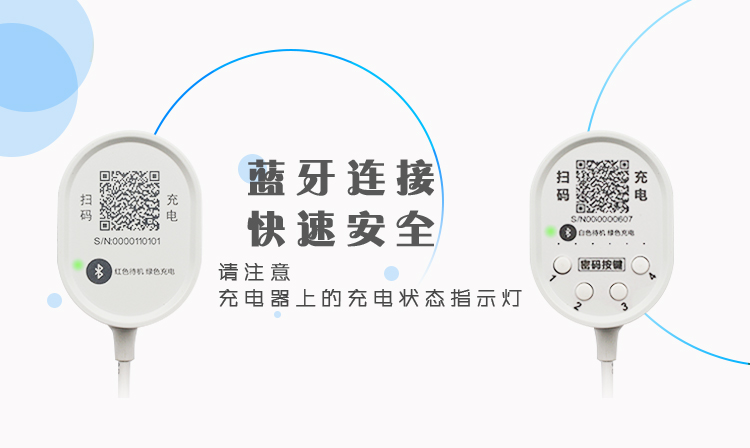 蓝牙连接
快速安全
请注意
充电器上的充电状态指示灯
扫码
充电
S/N:0000110101
红色待机 绿色充电
扫码
充电
S/N:000000607
白色待机 绿色充电
密码按键
1
2
3
4